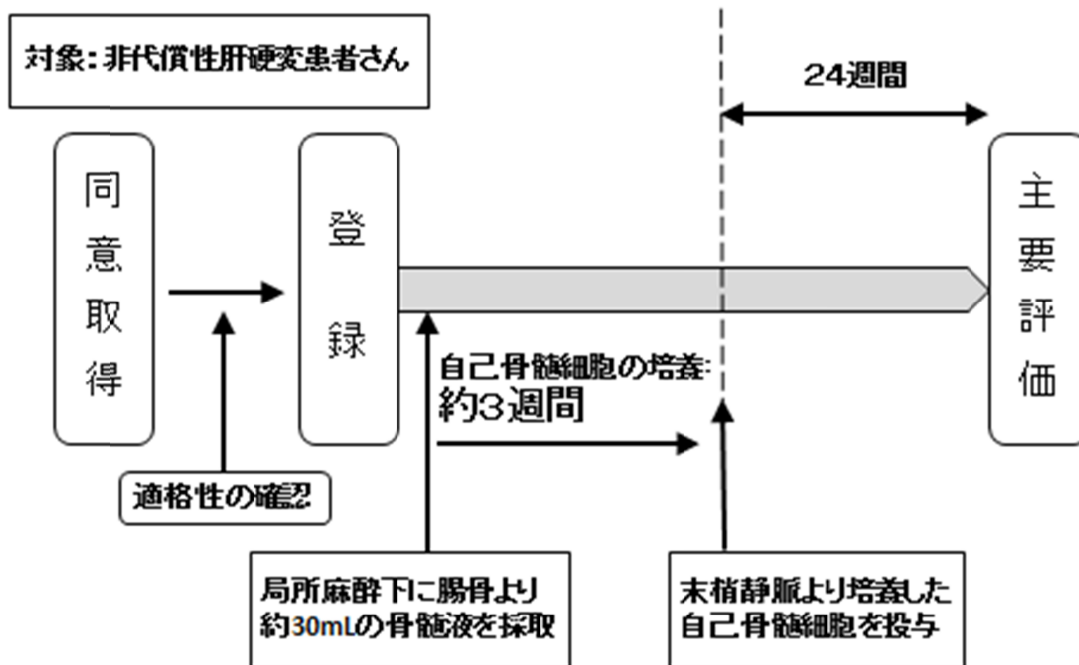 対象：非代償性肝硬変患者さん
24週間
同意取得
登録
主要評価
自己骨髄細胞の培養：
約３週間
適格性の確認
局所麻酔下に腸骨より
約30mLの骨髄液を採取
末梢静脈より培養した
自己骨髄細胞を投与